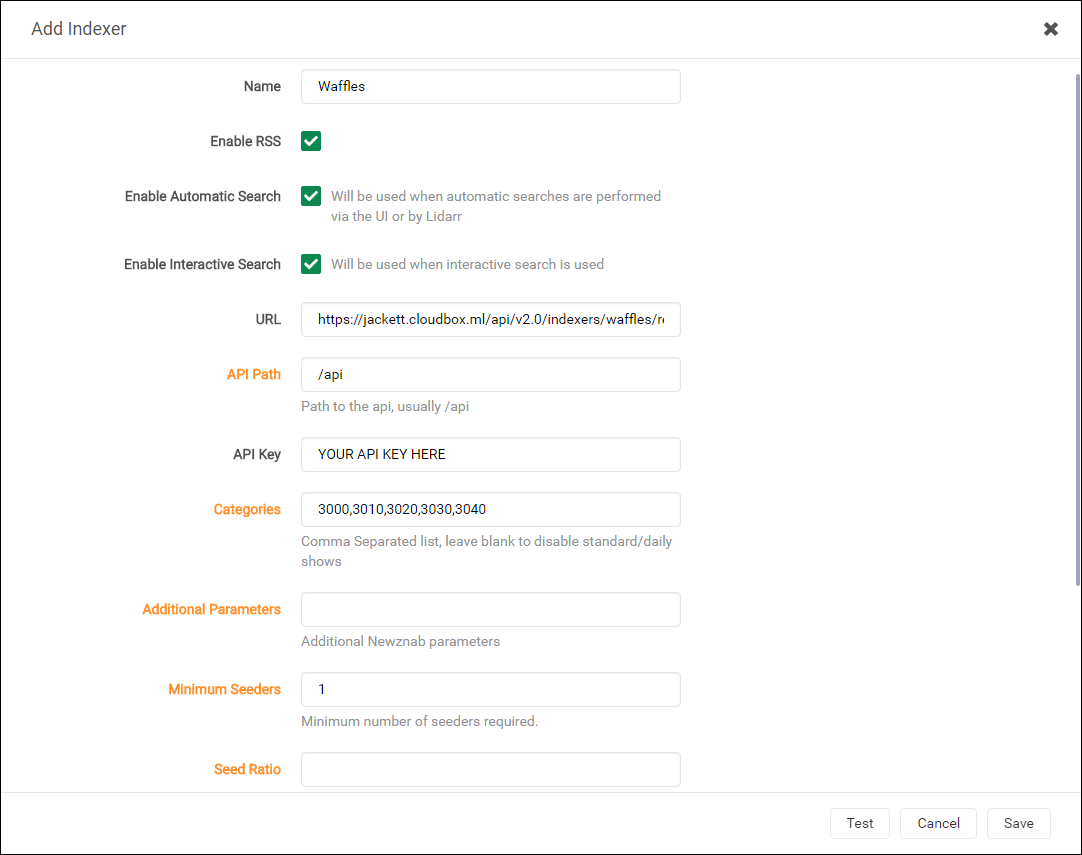 Add Indexer
Name
Waffles
Enable RSS
Enable Automatic Search
Will be used when automatic searches are performed
via the UI or by Lidarr
Enable Interactive Search
Will be used when interactive search is used
URL
https://jackett.cloudbox.ml/api/v2.0/indexers/waffles/re
API Path
/api
Path to the api, usually /api
API Key
YOUR API KEY HERE
Categories
3000,3010,3020,3030,3040
Comma Separated list, leave blank to disable standard/daily
shows
Additional Parameters
Additional Newznab parameters
Minimum Seeders
1
Minimum number of seeders required.
Seed Ratio
Test
Cancel
Save